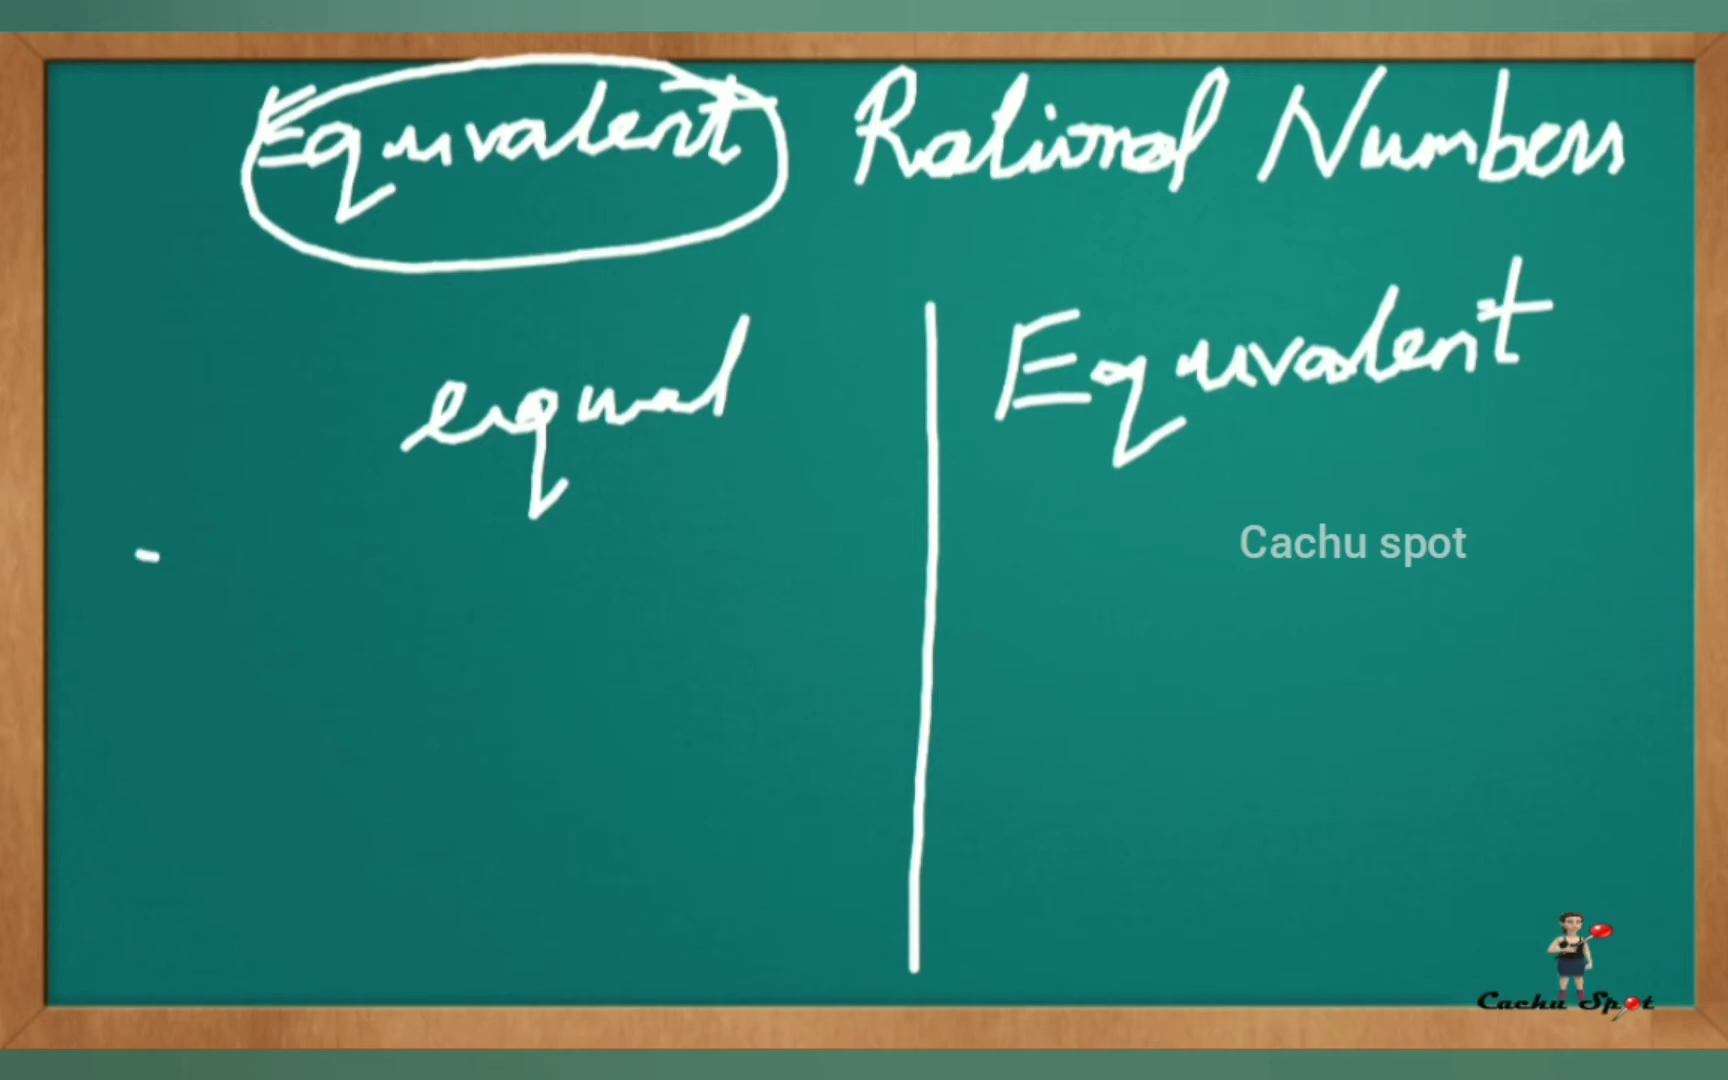 Equivalent Rational Numbers
equal
Equivalent
Cachu spot
Cachu Spot